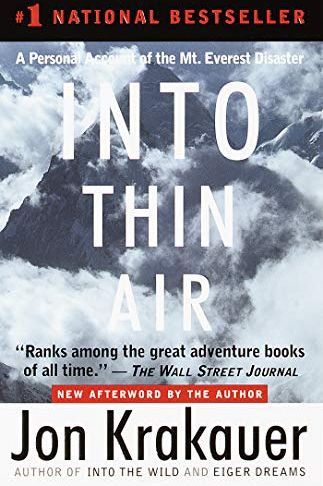 #1 NATIONAL BESTSELLER
A Personal Account of the Mt. Everest Disaster
INTO
THIN
AIR
“Ranks among the great adventure books
of all time.” — THE WALL STREET JOURNAL
NEW AFTERWORD BY THE AUTHOR
Jon Krakauer
AUTHOR OF INTO THE WILD AND EIGER DREAMS